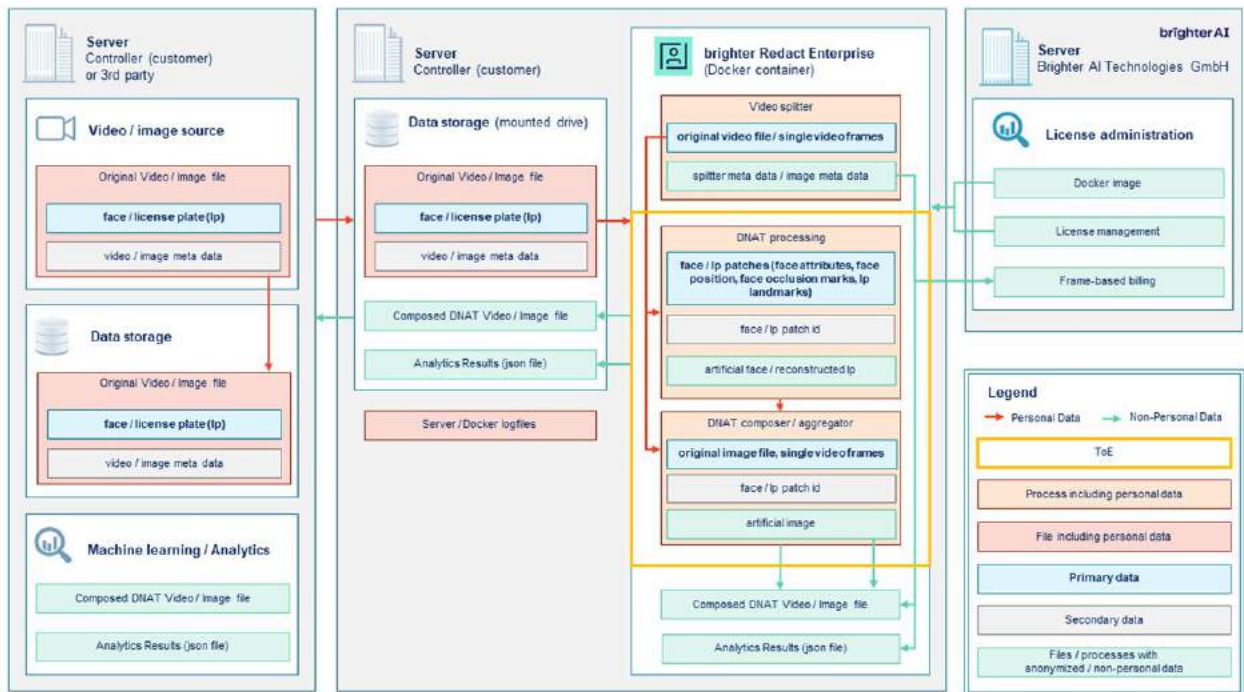 Server
Controller (customer)
or 3rd party
Video / image source
Original Video / Image file
face / license plate (lp)
video / image meta data
Data storage
Original Video / Image file
face / license plate (lp)
video / image meta data
Machine learning / Analytics
Composed DNAT Video / Image file
Analytics Results (json file)
Server
Controller (customer)
Data storage (mounted drive)
Original Video / Image file
face / license plate (lp)
video / image meta data
Composed DNAT Video / Image file
Analytics Results (json file)
Server / Docker logfiles
brighter Redact Enterprise
(Docker container)
Video splitter
original video file / single video frames
spitter meta data / image meta data
DNAT processing
face / lp patches (face attributes, face
position, face occlusion marks, lp
landmarks)
face / lp patch id
artificial face / reconstructed lp
DNAT composer / aggregator
original image file, single video frames
face / lp patch id
artificial image
Composed DNAT Video / Image file
Analytics Results (json file)
brighter AI
Server
Brighter AI Technologies GmbH
License administration
Docker image
License management
Frame-based billing
Legend
Personal Data
Non-Personal Data
ToE
Process including personal data
File including personal data
Primary data
Secondary data
Files / processes with
anonymized / non-personal data